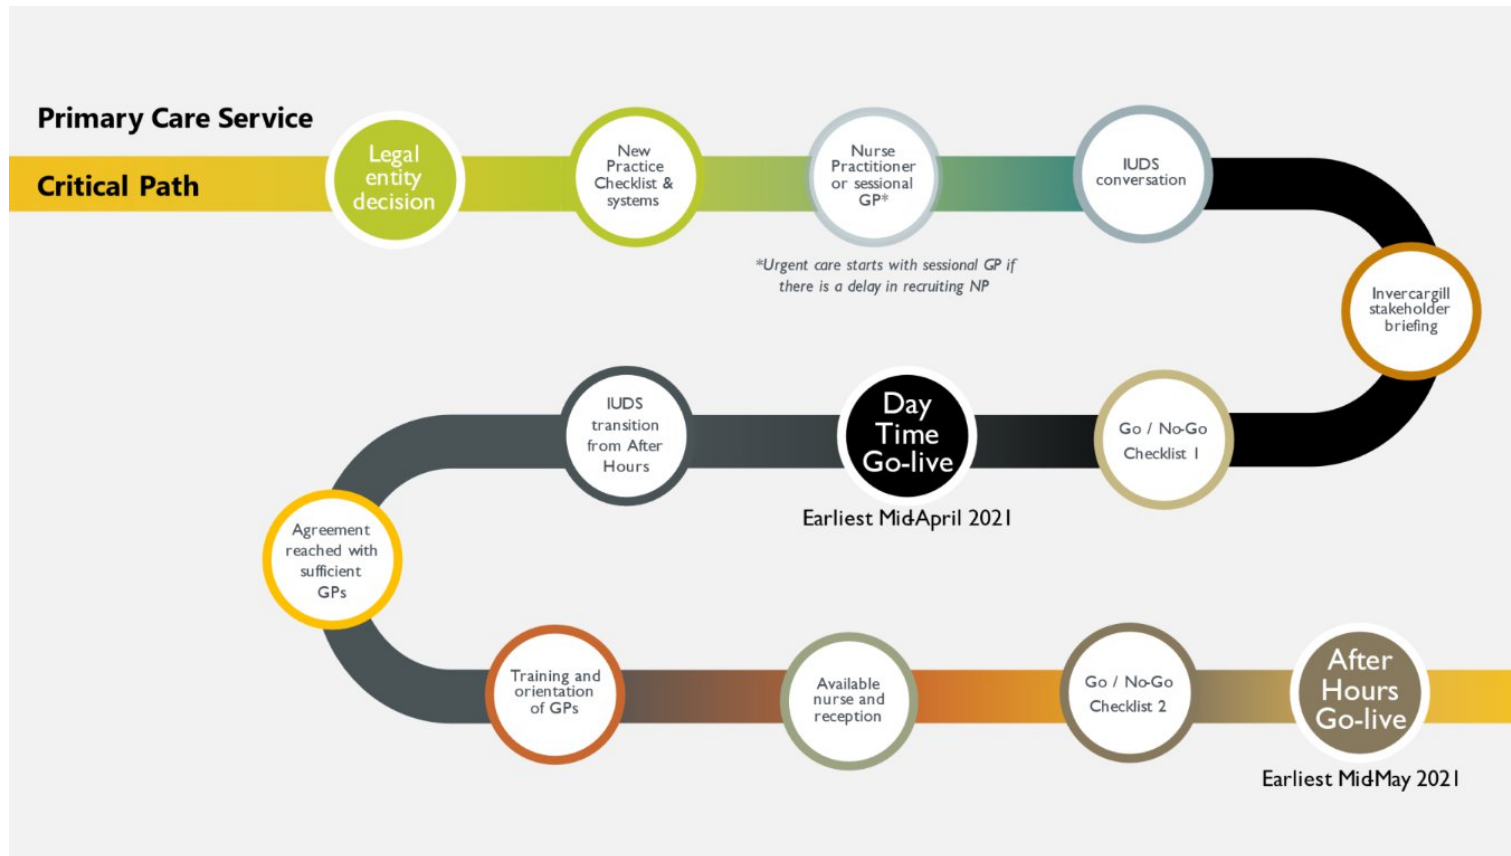 Primary Care Service
Critical Path
Legal
entity
decision
New
Practice
Checklist &
systems
Nurse
Practitioner
or sessional
GP*
*Urgent care starts with sessional GP if
there is a delay in recruiting NP
IUDS
conversation
Invercargill
stakeholder
briefing
Go / No-Go
Checklist 1
Day
Time
Go-live
Earliest Mid-April 2021
IUDS
transition
from After
Hours
Agreement
reached with
sufficient
GPs
Training and
orientation
of GPs
Available
nurse and
reception
Go / No-Go
Checklist 2
After
Hours
Go-live
Earliest Mid-May 2021